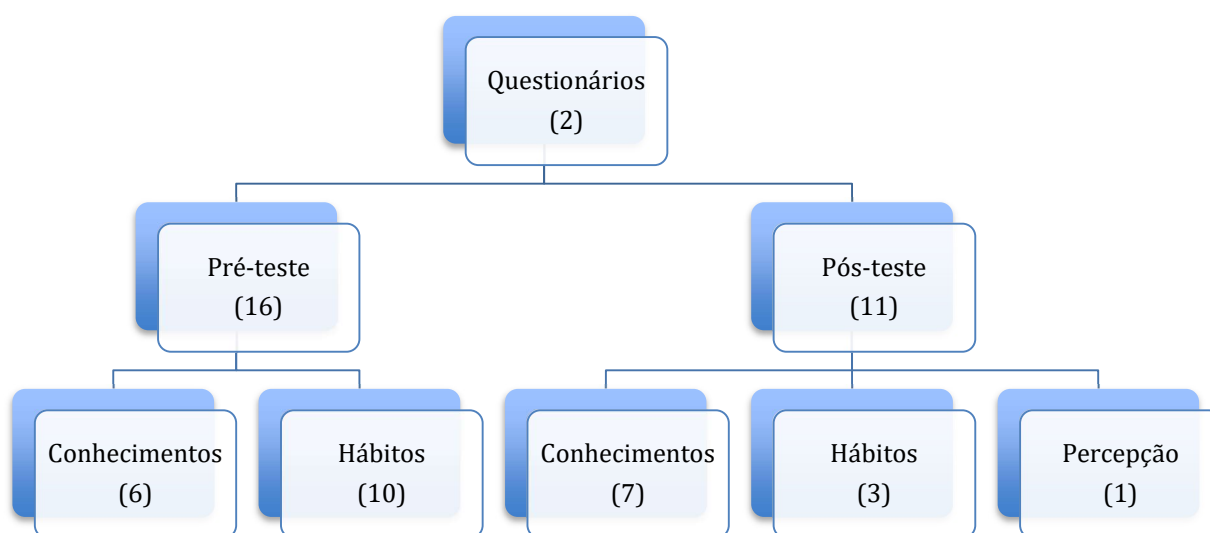 Questionários
(2)
Pré-teste
(16)
Pós-teste
(11)
Conhecimentos
(6)
Hábitos
(10)
Conhecimentos
(7)
Hábitos
(3)
Percepção
(1)